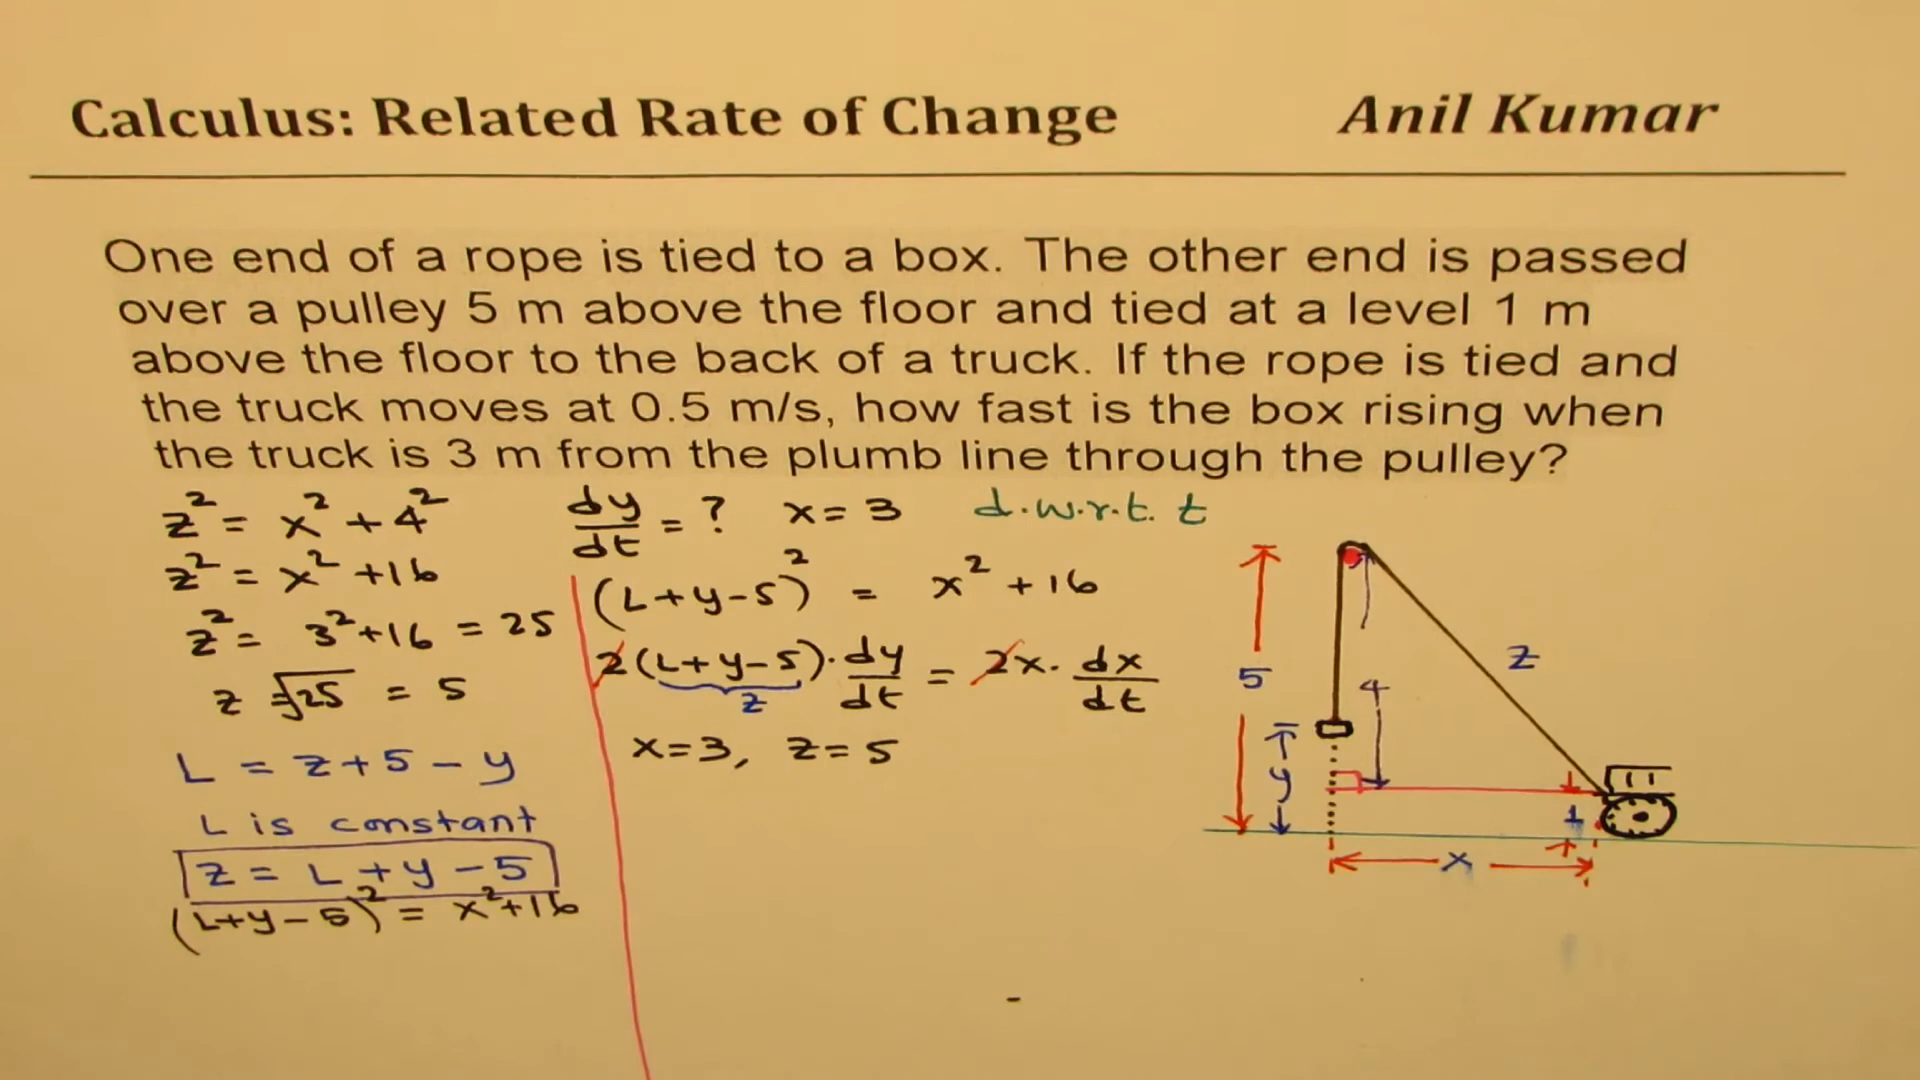 Calculus: Related Rate of Change Anil Kumar
One end of a rope is tied to a box. The other end is passed
over a pulley 5 m above the floor and tied at a level 1 m
above the floor to the back of a truck. If the rope is tied and
the truck moves at 0.5 m/s, how fast is the box rising when
the truck is 3 m from the plumb line through the pulley?
z² = x² + 4²
z² = x² + 16
z² = 3² + 16 = 25
z = √25 = 5
L = z + 5 - y
L is constant
z = L + y - 5
(L+y-5)² = x² + 16
dy/dt = ? x = 3 d.w.r.t. t
(L+y-5)² = x² + 16
2(L+y-5)·dy/dt = 2x·dx/dt
z
x=3, z=5
5
z
4
y
1
x